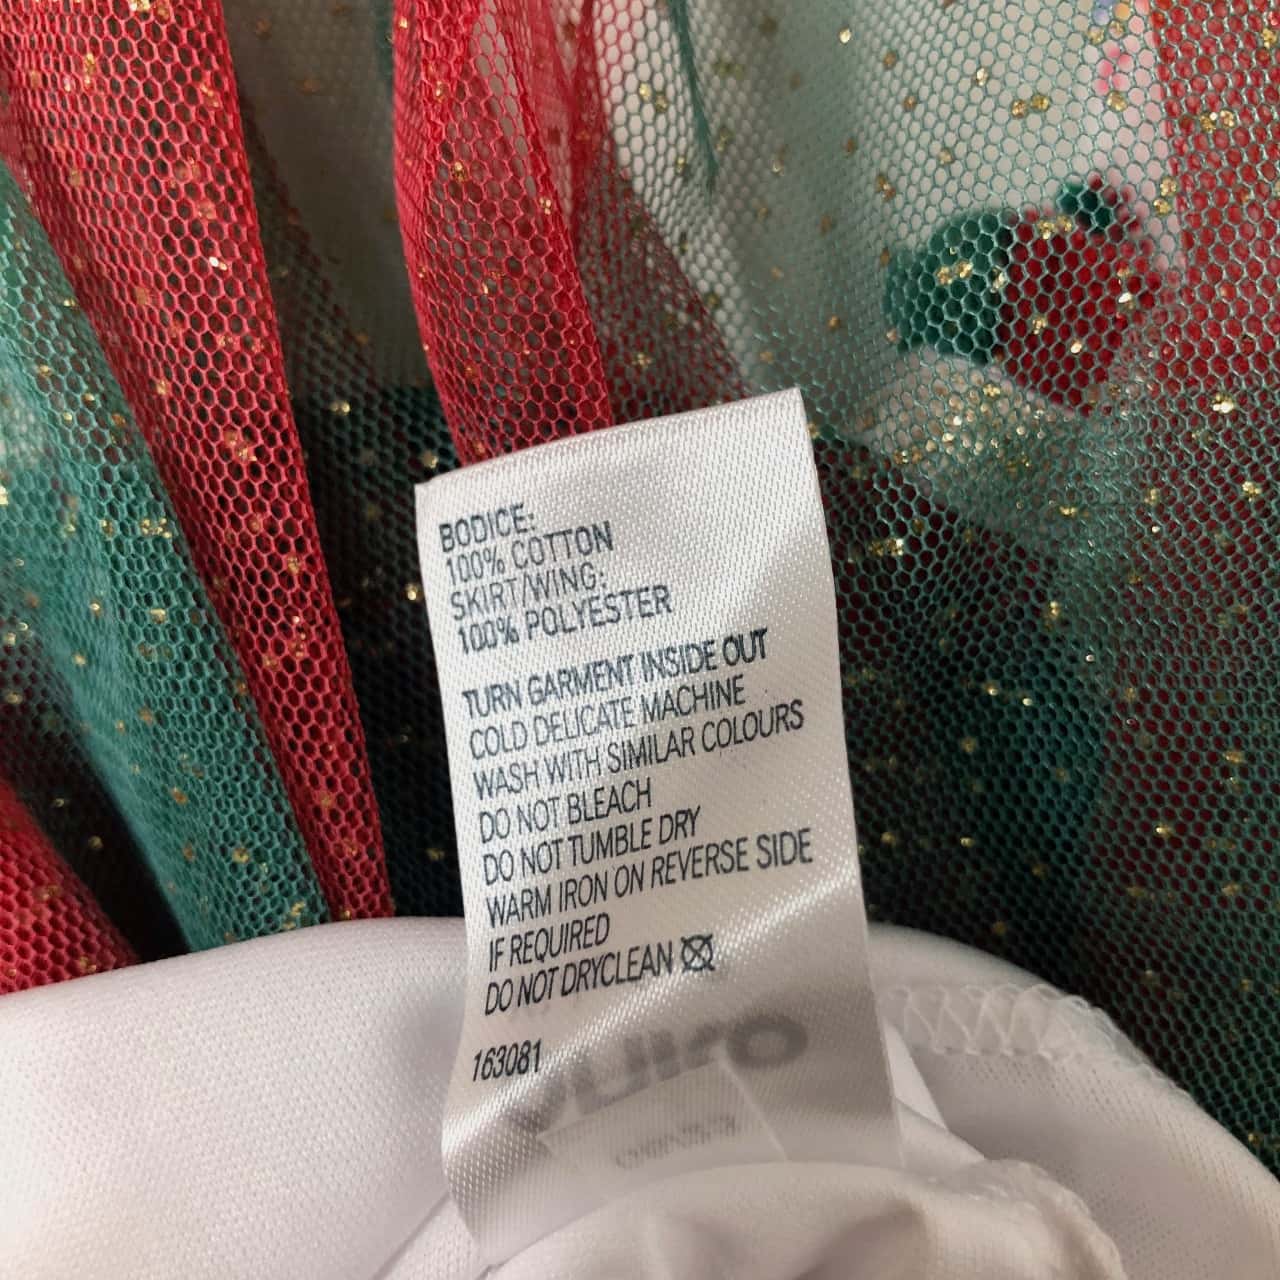 BODICE:
100% COTTON
SKIRT/WING:
100% POLYESTER
TURN GARMENT INSIDE OUT
COLD DELICATE MACHINE
WASH WITH SIMILAR COLOURS
DO NOT BLEACH
DO NOT TUMBLE DRY
WARM IRON ON REVERSE SIDE
IF REQUIRED
DO NOT DRYCLEAN
163081